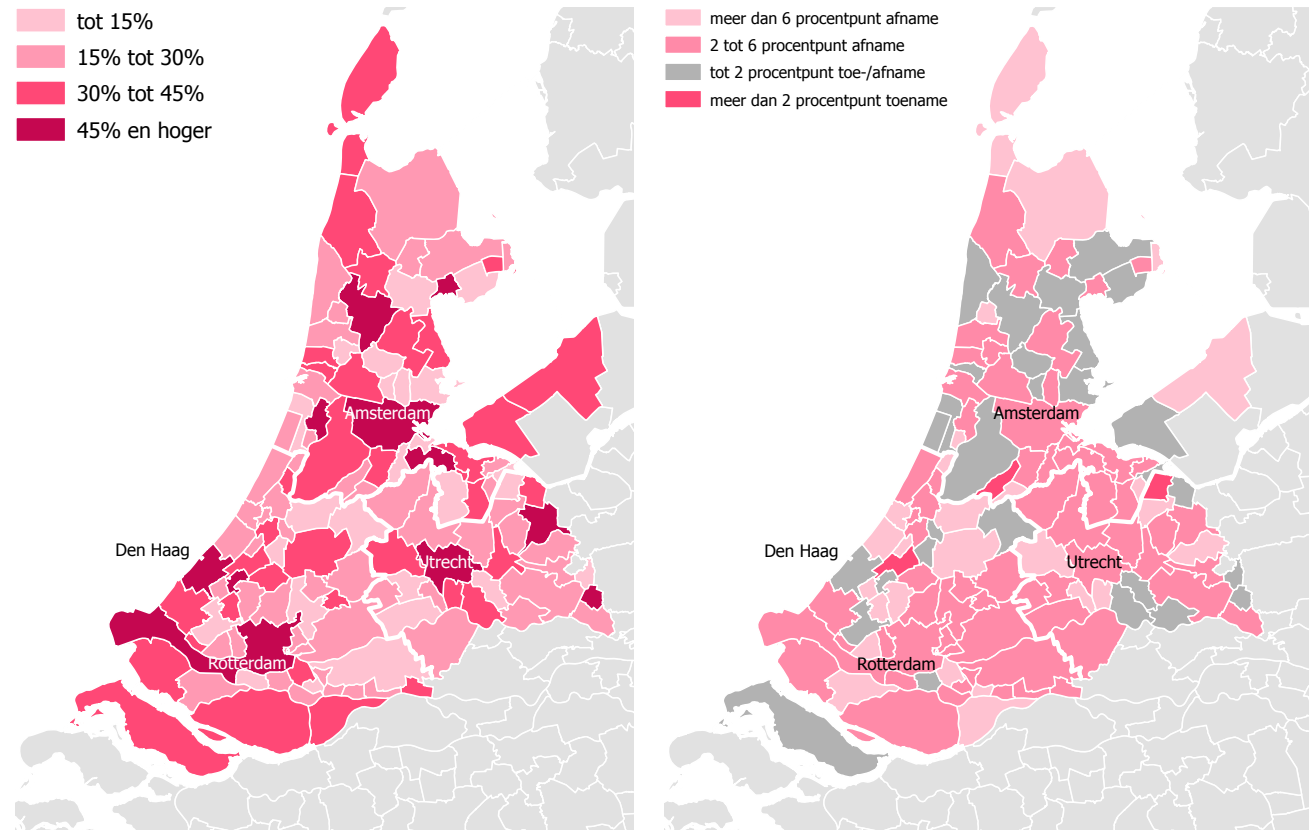 tot 15%
15% tot 30%
30% tot 45%
45% en hoger
Amsterdam
Den Haag
Utrecht
Rotterdam
meer dan 6 procentpunt afname
2 tot 6 procentpunt afname
tot 2 procentpunt toe-/afname
meer dan 2 procentpunt toename
Amsterdam
Den Haag
Utrecht
Rotterdam